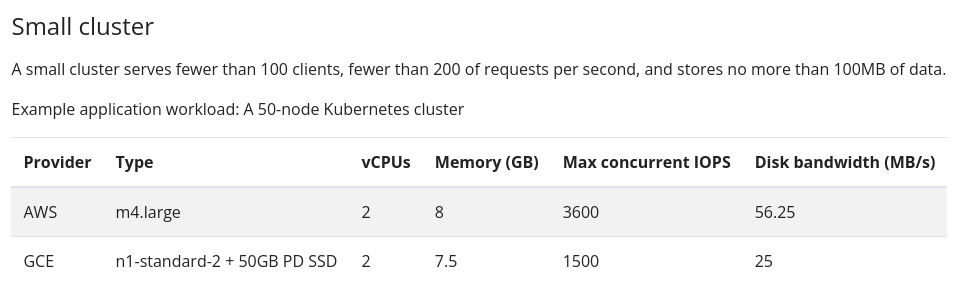 Small cluster
A small cluster serves fewer than 100 clients, fewer than 200 of requests per second, and stores no more than 100MB of data.
Example application workload: A 50-node Kubernetes cluster
Provider Type vCPUs Memory (GB) Max concurrent IOPS Disk bandwidth (MB/s)
AWS m4.large 2 8 3600 56.25
GCE n1-standard-2 + 50GB PD SSD 2 7.5 1500 25